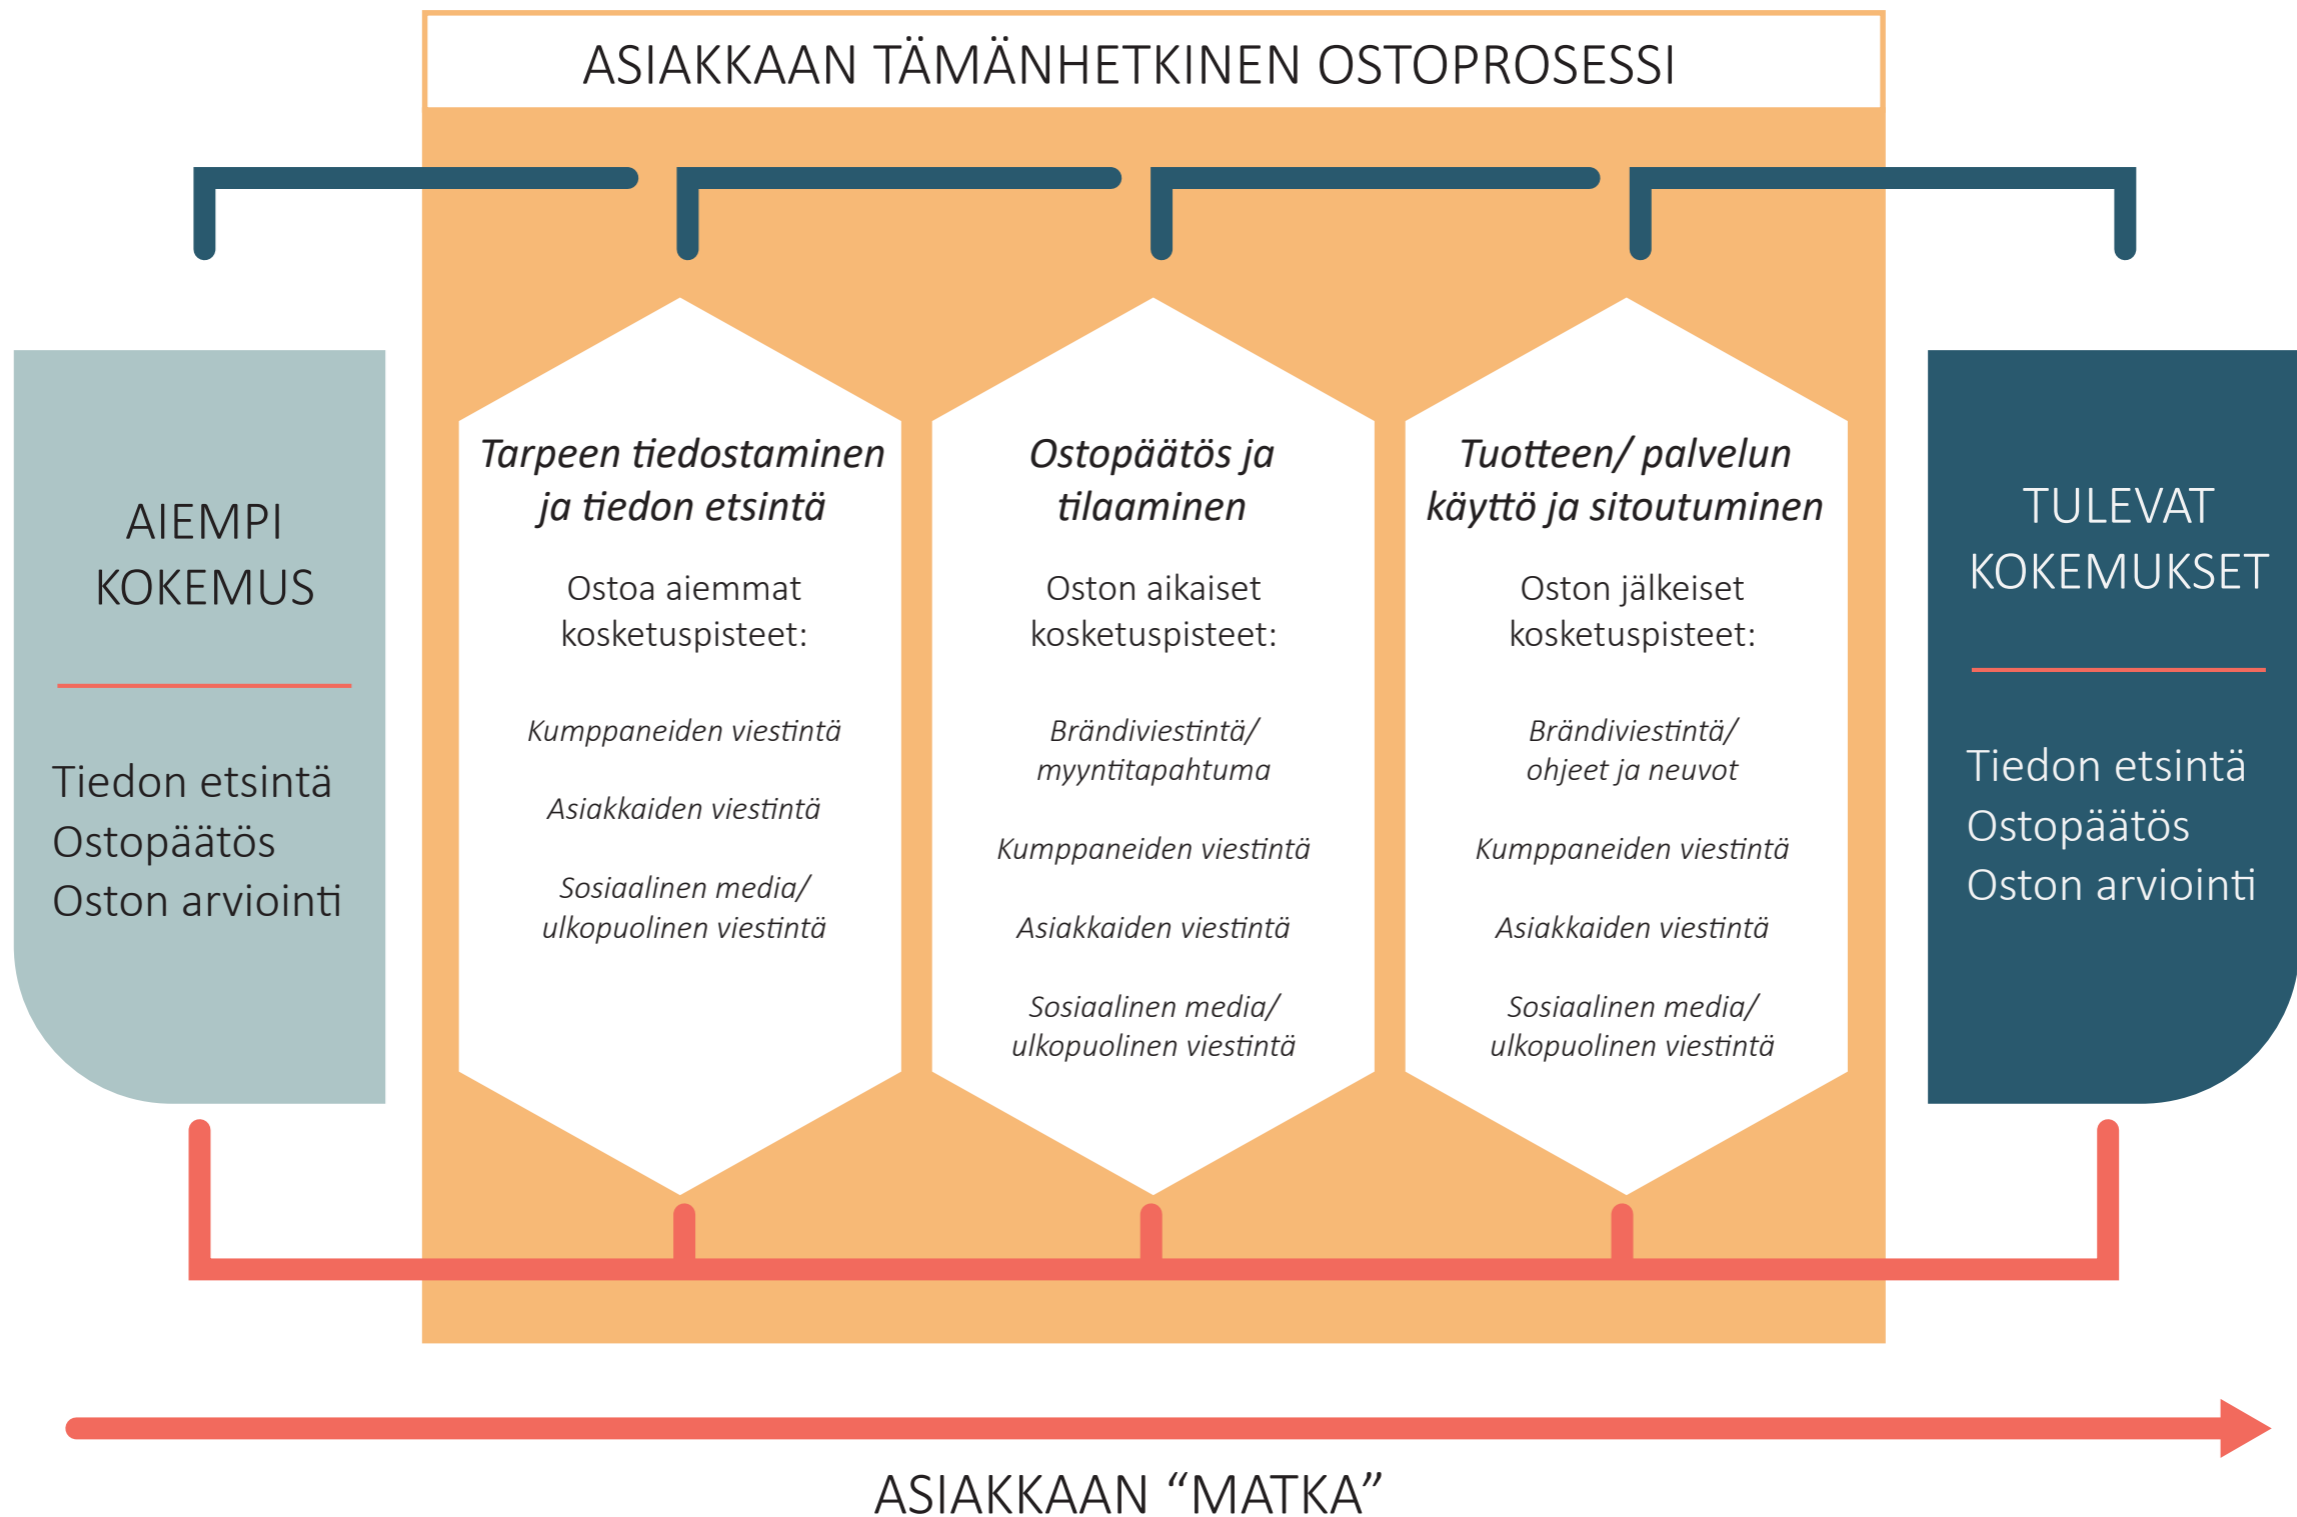 ASIAKKAAN TÄMÄNHETKINEN OSTOPROSESSI
AIEMPI
KOKEMUS
Tiedon etsintä
Ostopäätös
Oston arviointi
Tarpeen tiedostaminen
ja tiedon etsintä
Ostoa aiemmat
kosketuspisteet:
Kumppaneiden viestintä
Asiakkaiden viestintä
Sosiaalinen media/
ulkopuolinen viestintä
Ostopäätös ja
tilaaminen
Oston aikaiset
kosketuspisteet:
Brändiviestintä/
myyntitapahtuma
Kumppaneiden viestintä
Asiakkaiden viestintä
Sosiaalinen media/
ulkopuolinen viestintä
Tuotteen/ palvelun
käyttö ja sitoutuminen
Oston jälkeiset
kosketuspisteet:
Brändiviestintä/
ohjeet ja neuvot
Kumppaneiden viestintä
Asiakkaiden viestintä
Sosiaalinen media/
ulkopuolinen viestintä
TULEVAT
KOKEMUKSET
Tiedon etsintä
Ostopäätös
Oston arviointi
ASIAKKAAN “MATKA”